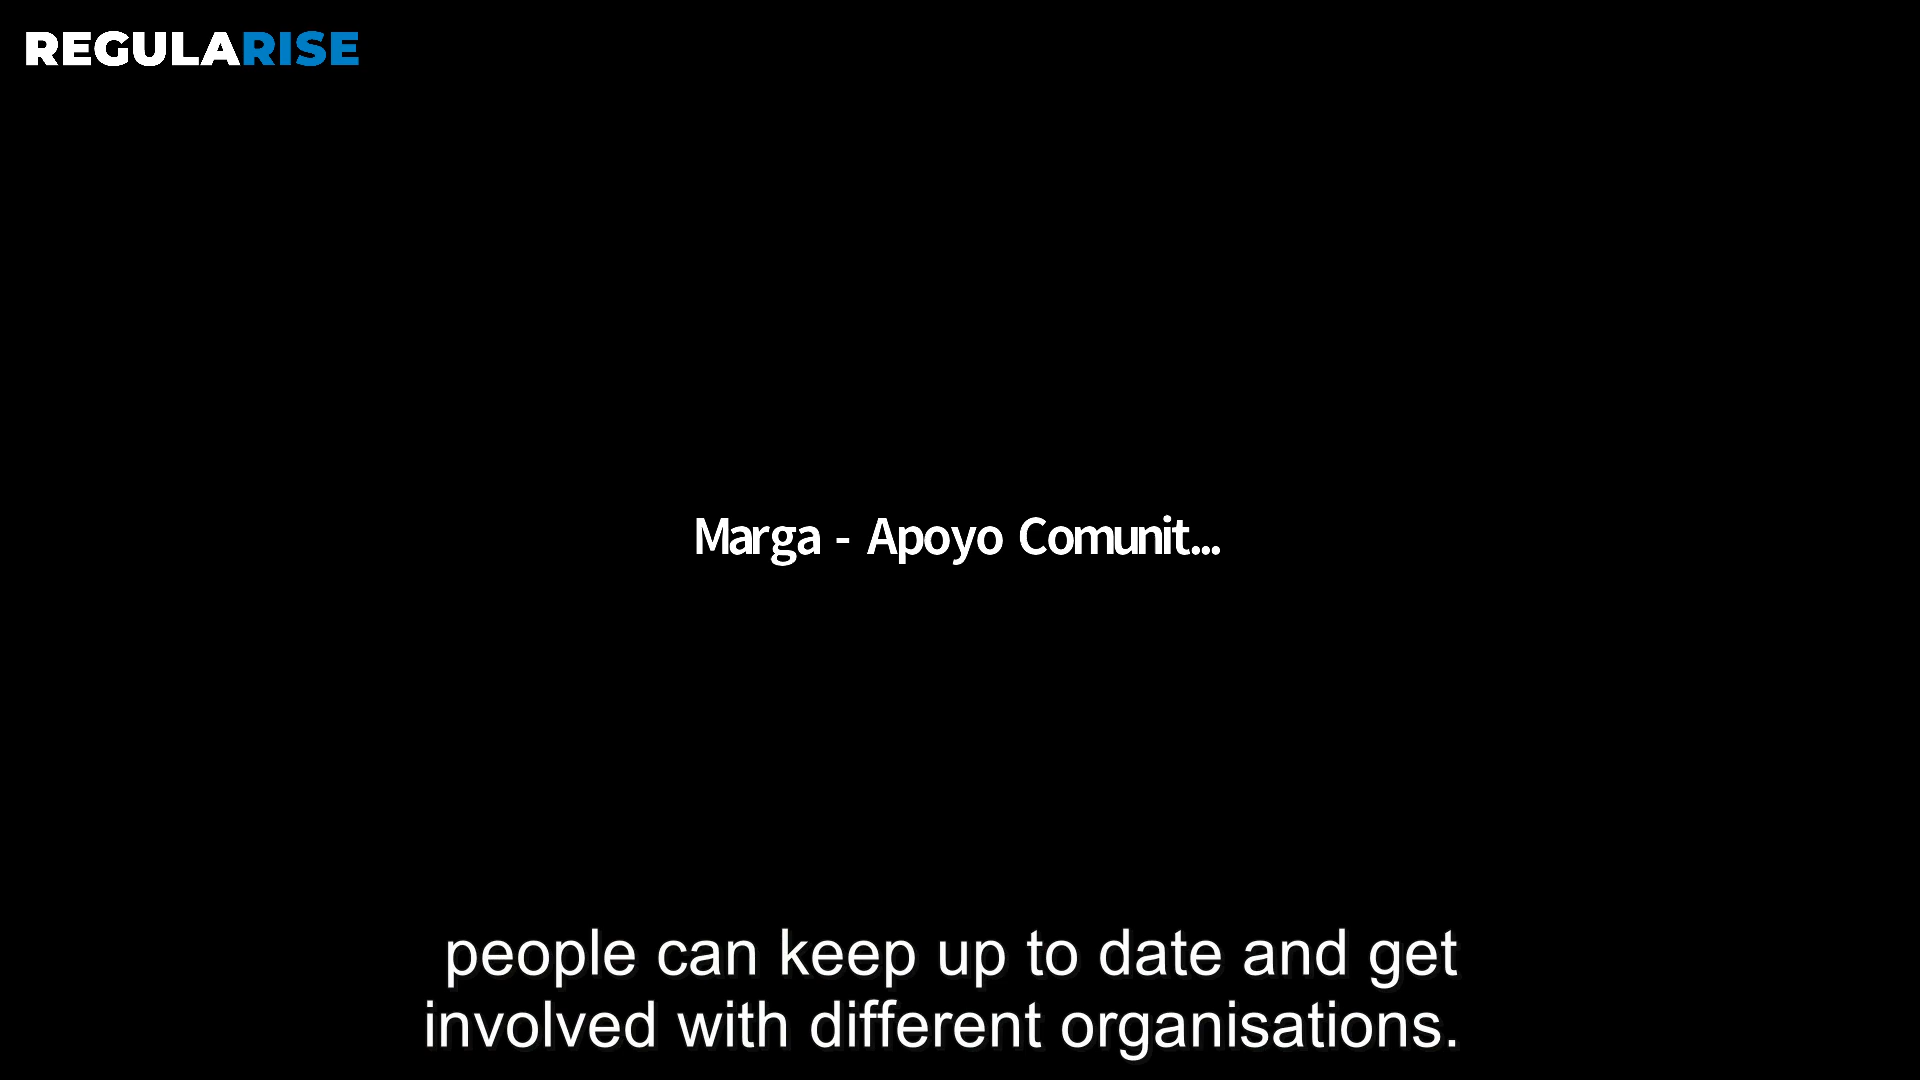 REGULARISE
Marga - Apoyo Comunit...
people can keep up to date and get
involved with different organisations.